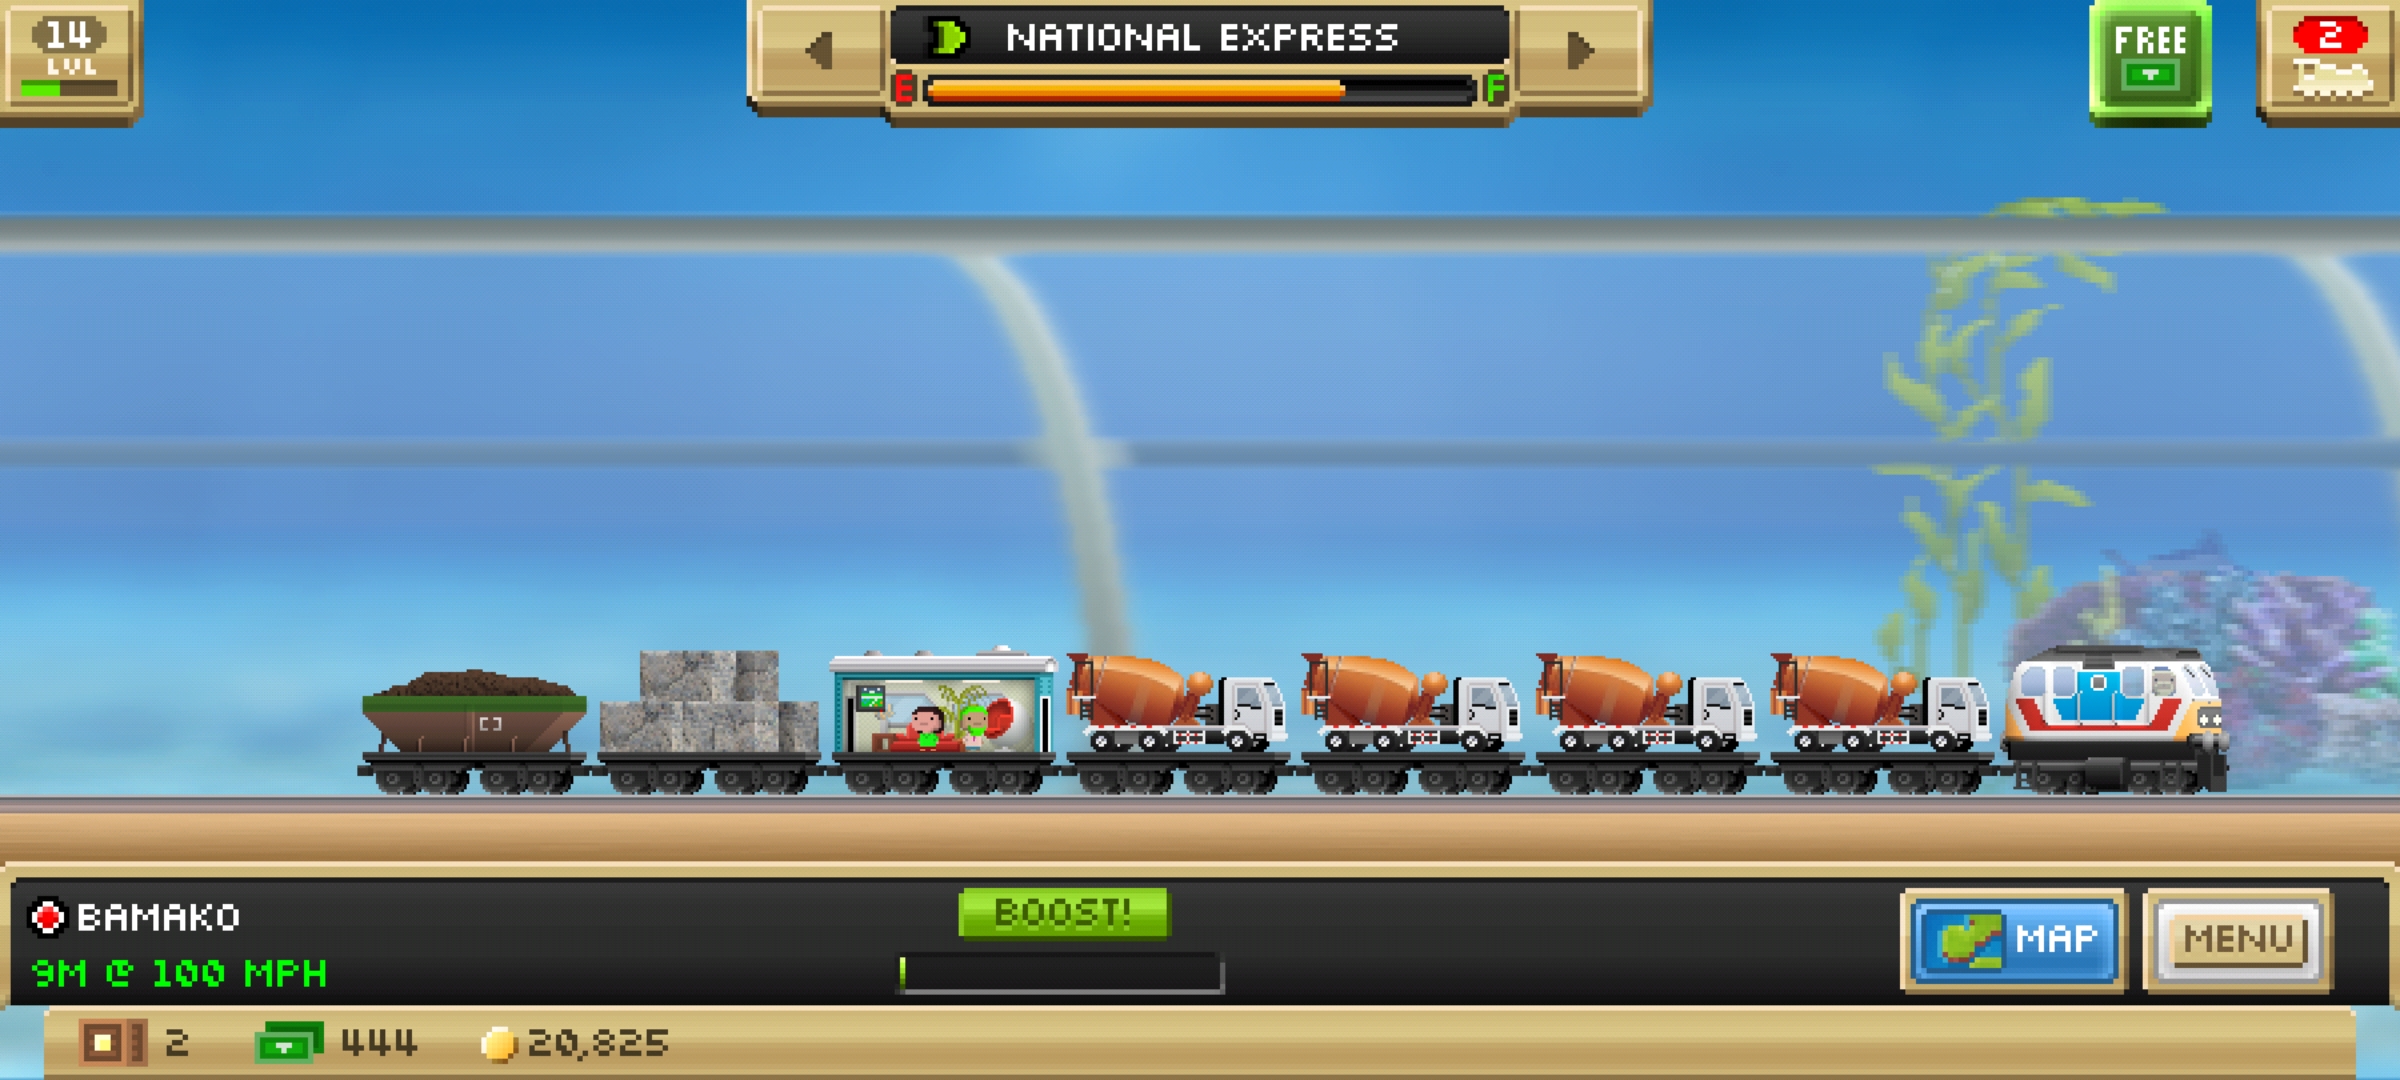 14
LVL
NATIONAL EXPRESS
E F
FREE
2
BAMAKO
9M @ 100 MPH
BOOST!
MAP
MENU
2
444
20,825